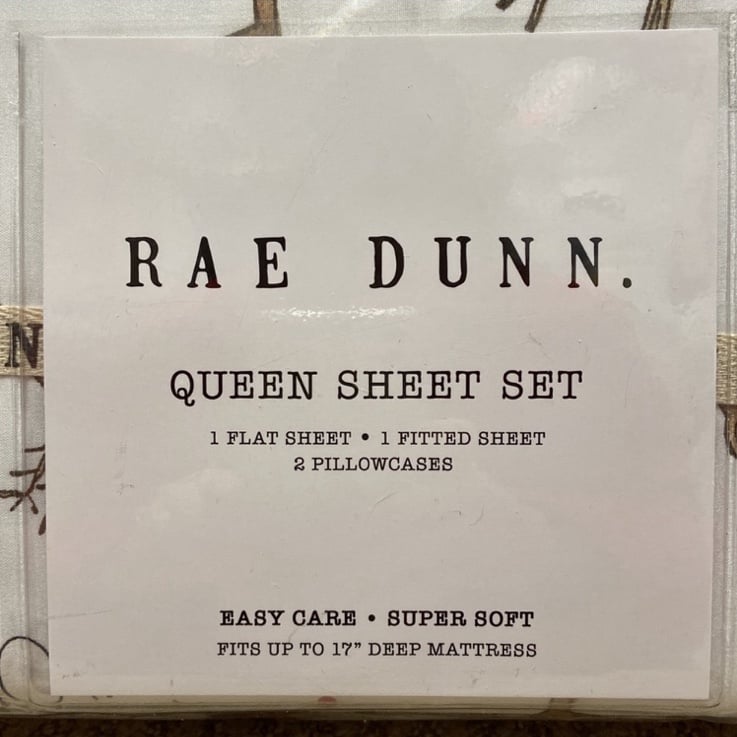 RAE DUNN.
QUEEN SHEET SET
1 FLAT SHEET • 1 FITTED SHEET
2 PILLOWCASES
EASY CARE • SUPER SOFT
FITS UP TO 17” DEEP MATTRESS